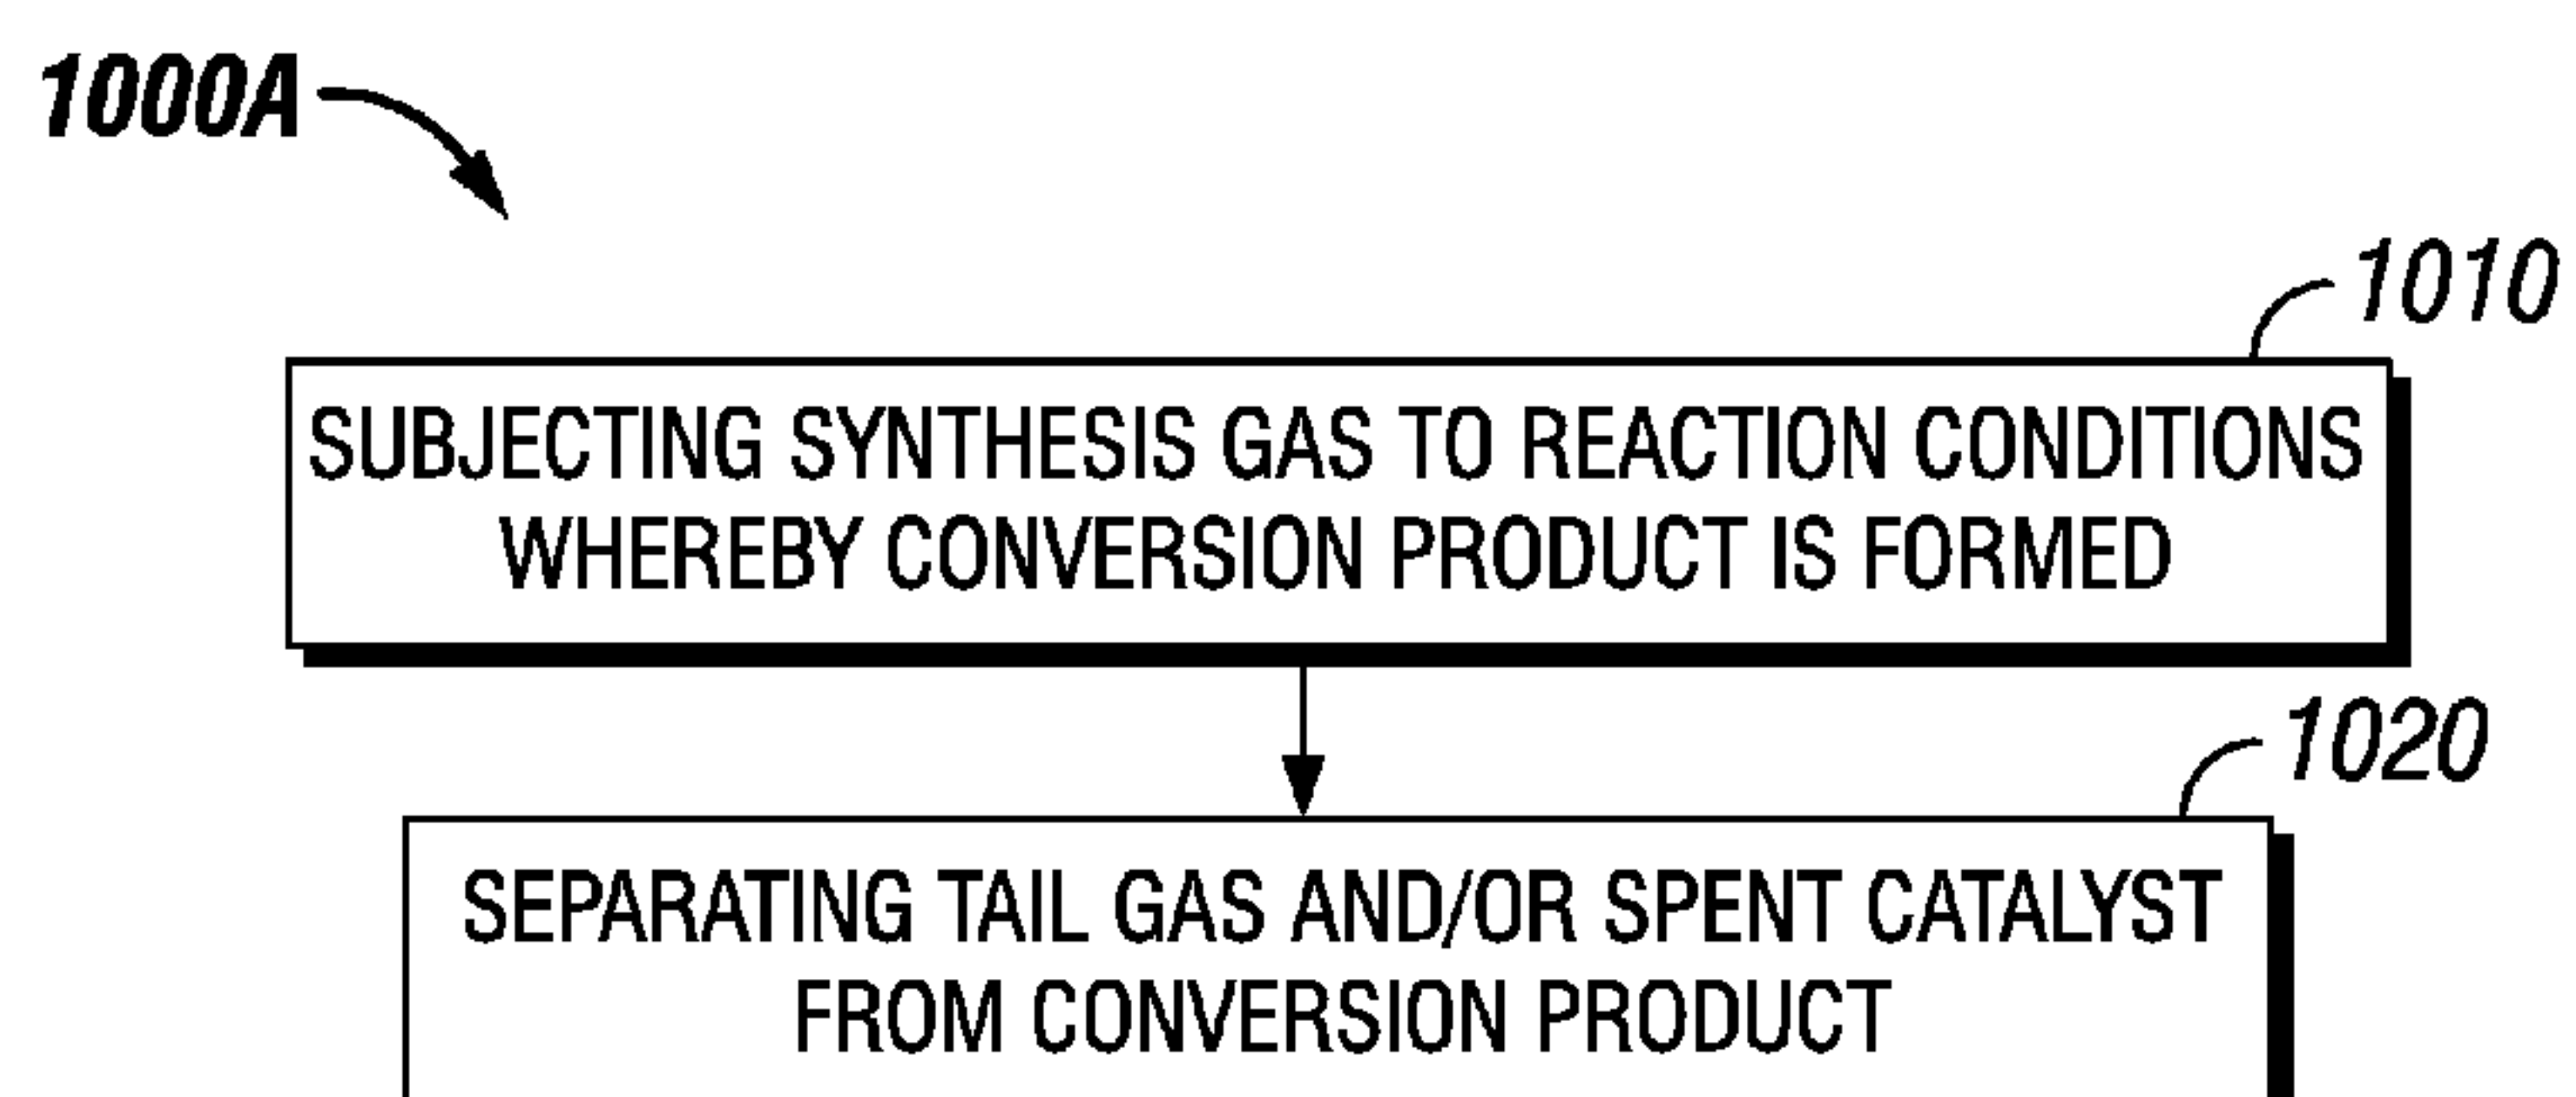 1000A
1010
SUBJECTING SYNTHESIS GAS TO REACTION CONDITIONS
WHEREBY CONVERSION PRODUCT IS FORMED
1020
SEPARATING TAIL GAS AND/OR SPENT CATALYST
FROM CONVERSION PRODUCT